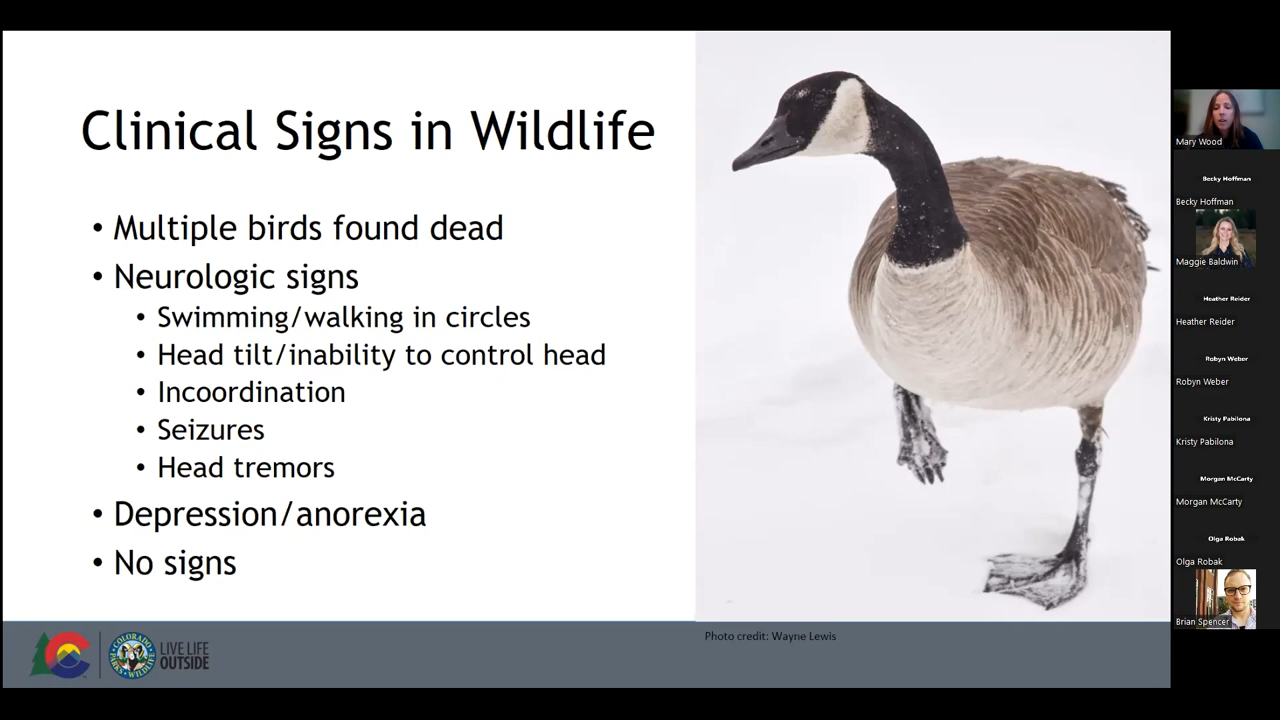 Clinical Signs in Wildlife
• Multiple birds found dead
• Neurologic signs
• Swimming/walking in circles
• Head tilt/inability to control head
• Incoordination
• Seizures
• Head tremors
• Depression/anorexia
• No signs
Photo credit: Wayne Lewis
COLORADO
PARKS & WILDLIFE
LIVE LIFE
OUTSIDE
Mary Wood
Becky Hoffman
Becky Hoffman
Maggie Baldwin
Heather Reider
Heather Reider
Robyn Weber
Robyn Weber
Kristy Pabilona
Kristy Pabilona
Morgan McCarty
Morgan McCarty
Olga Robak
Olga Robak
Brian Spencer